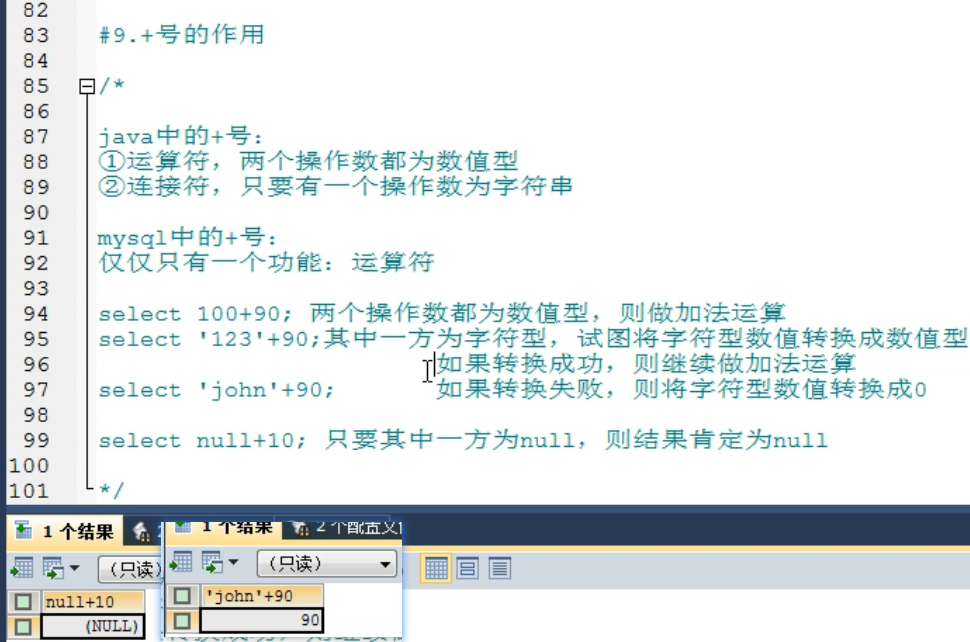 82
83 #9.+号的作用
84
85 /*
86
87 java中的+号:
88 ①运算符, 两个操作数都为数值型
89 ②连接符, 只要有一个操作数为字符串
90
91 mysql中的+号:
92 仅仅只有一个功能: 运算符
93
94 select 100+90; 两个操作数都为数值型, 则做加法运算
95 select '123'+90;其中一方为字符型, 试图将字符型数值转换成数值型
96 如果转换成功, 则继续做加法运算
97 select 'john'+90; 如果转换失败, 则将字符型数值转换成0
98
99 select null+10; 只要其中一方为null, 则结果肯定为null
100
101 */
1 个结果 1 个结果 2 个配置文
(只读) (只读)
null+10 'john'+90
(NULL) 90